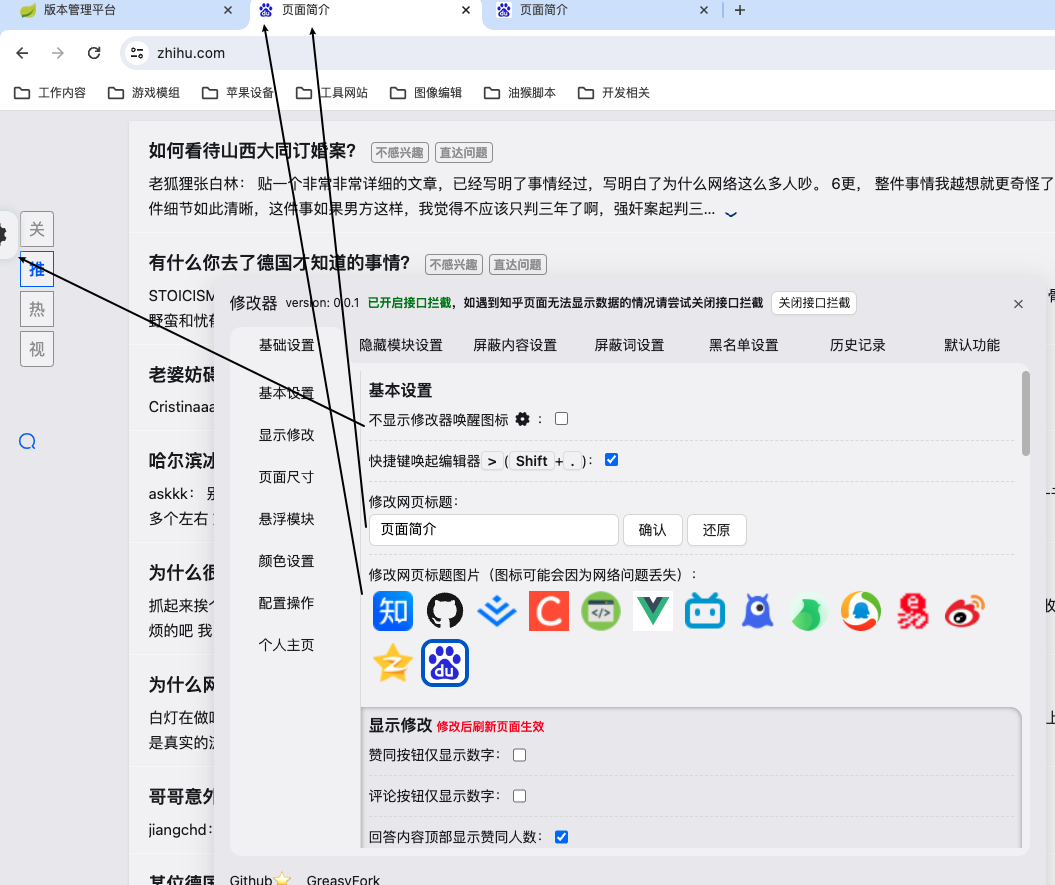 版本管理平台
页面简介
页面简介
zhihu.com
工作内容
游戏模组
苹果设备
工具网站
图像编辑
油猴脚本
开发相关
如何看待山西大同订婚案? 不感兴趣 直达问题
老狐狸张白林： 贴一个非常非常详细的文章，已经写明了事情经过，写明白了为什么网络这么多人吵。 6更， 整件事情我越想就更奇怪了
件细节如此清晰，这件事如果男方这样，我觉得不应该只判三年了啊，强奸案起判三...
关
推
热
视
有什么你去了德国才知道的事情? 不感兴趣 直达问题
STOICISM
野蛮和忧
老婆妨碍
Cristinaaa
哈尔滨冰
askkk： 别
多个左右
为什么很
抓起来挨个
烦的吧 我
为什么网
白灯在做
是真实的
哥哥意外
jiangchd：
某位德国
修改器 version: 0.0.1 已开启接口拦截，如遇到知乎页面无法显示数据的情况请尝试关闭接口拦截 关闭接口拦截
基础设置
隐藏模块设置
屏蔽内容设置
屏蔽词设置
黑名单设置
历史记录
默认功能
基本设置
显示修改
页面尺寸
悬浮模块
颜色设置
配置操作
个人主页
基本设置
不显示修改器唤醒图标 ：
快捷键唤起编辑器 > ( Shift + . )：
修改网页标题：
页面简介 确认 还原
修改网页标题图片（图标可能会因为网络问题丢失）：
知
C
</>
du
显示修改 修改后刷新页面生效
赞同按钮仅显示数字：
评论按钮仅显示数字：
回答内容顶部显示赞同人数：
Github GreasyFork